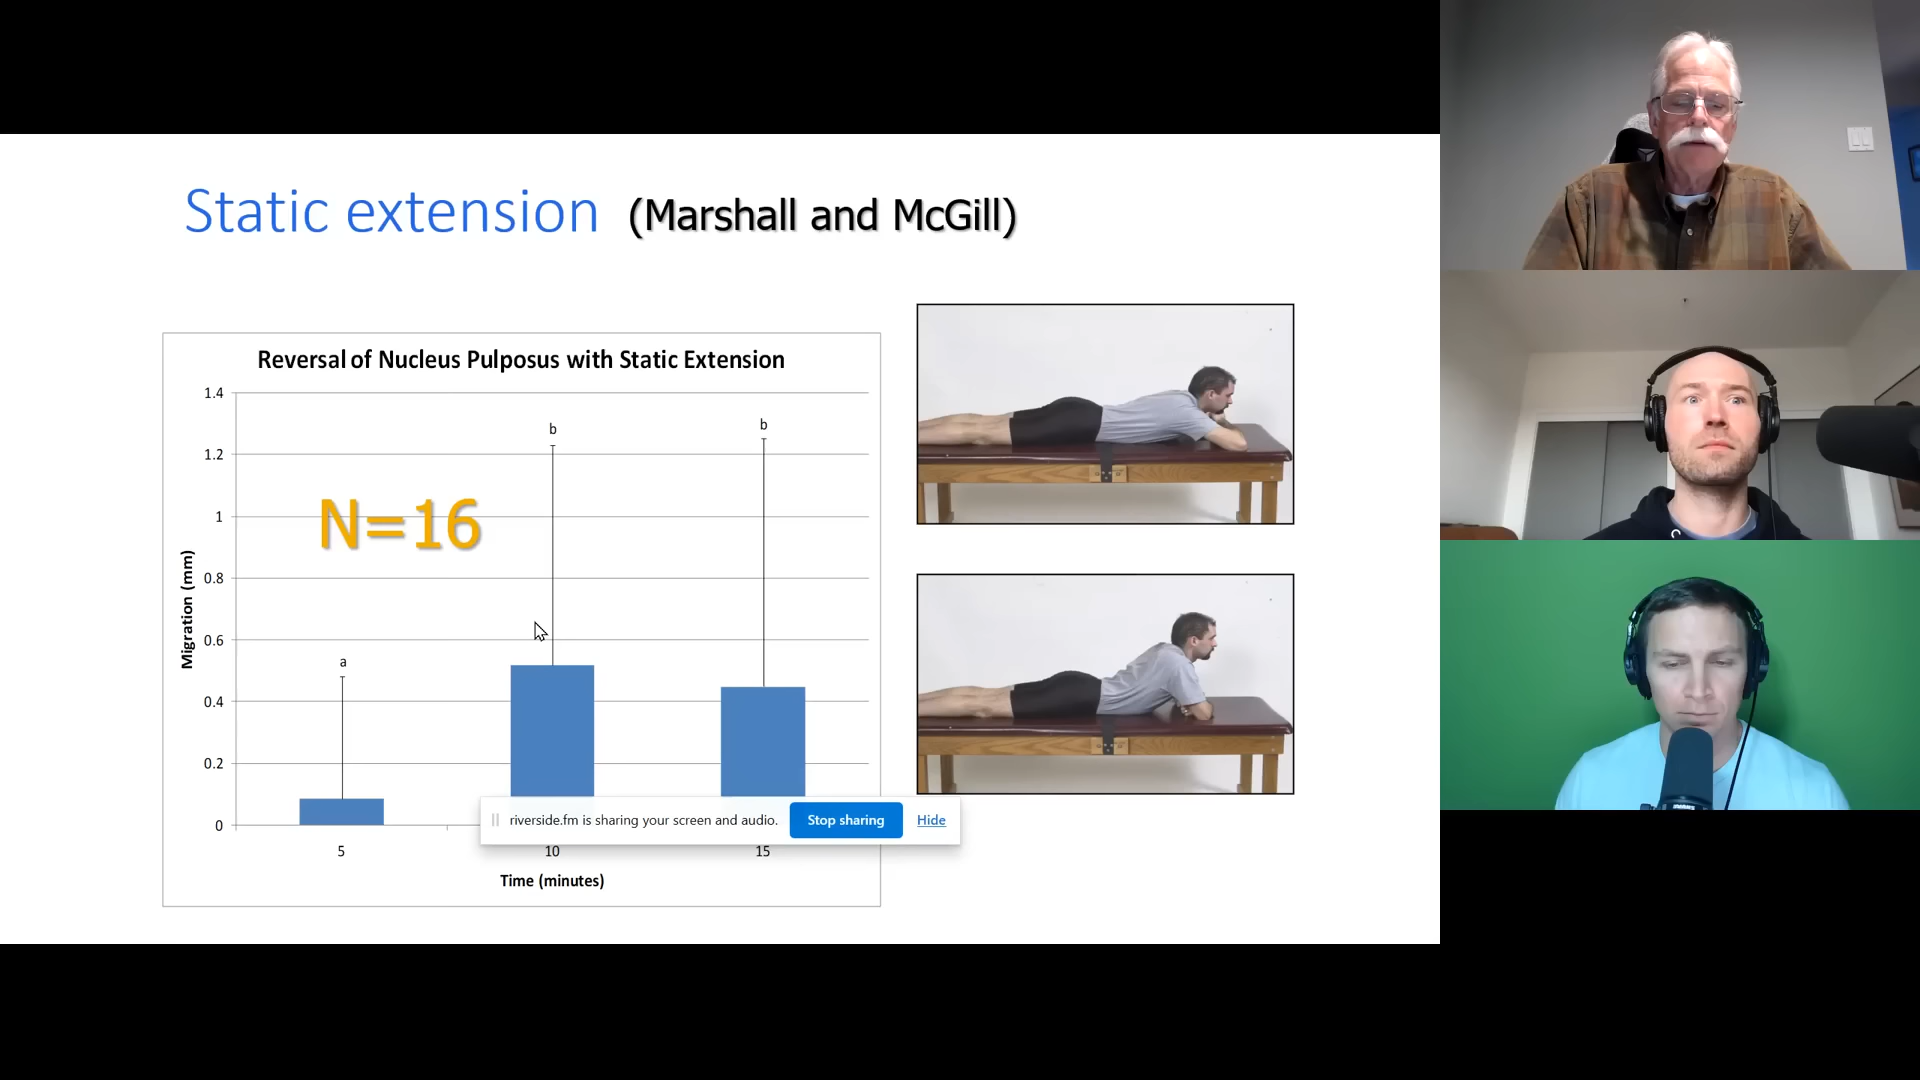 Static extension (Marshall and McGill)
Reversal of Nucleus Pulposus with Static Extension
1.4
1.2
1
0.8
0.6
0.4
0.2
0
Migration (mm)
N=16
a
b
b
5
10
15
Time (minutes)
riverside.fm is sharing your screen and audio.
Stop sharing
Hide